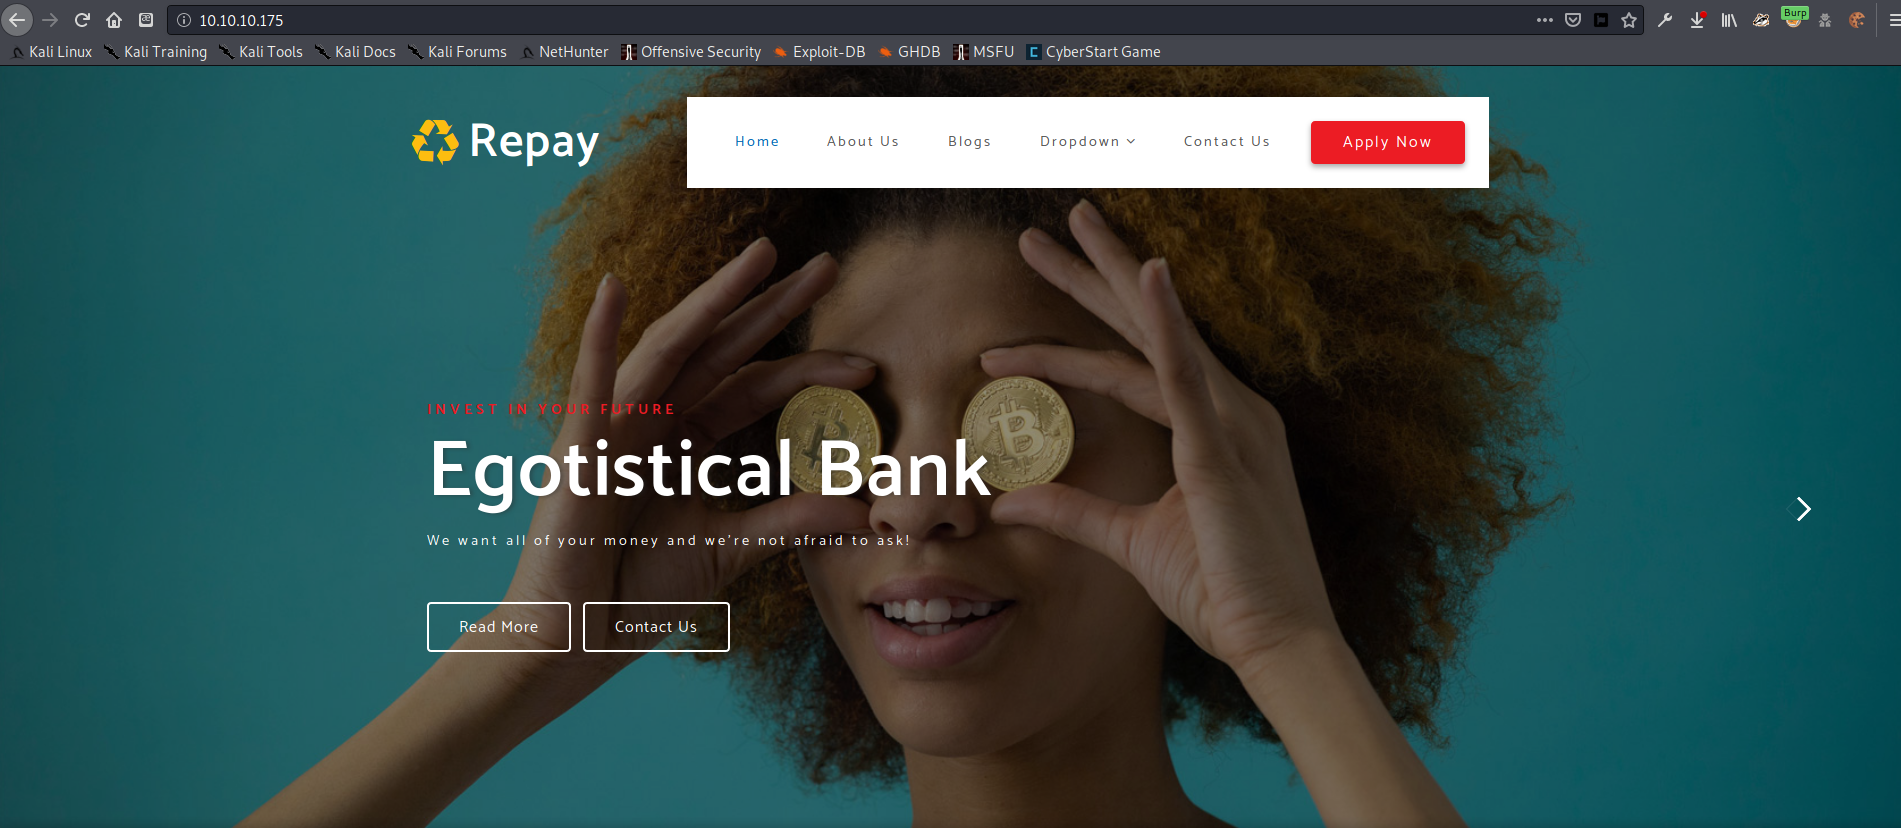 10.10.10.175
Burp
Kali Linux Kali Training Kali Tools Kali Docs Kali Forums NetHunter Offensive Security Exploit-DB GHDB MSFU CyberStart Game
Repay
Home About Us Blogs Dropdown Contact Us Apply Now
INVEST IN YOUR FUTURE
Egotistical Bank
We want all of your money and we're not afraid to ask!
Read More Contact Us